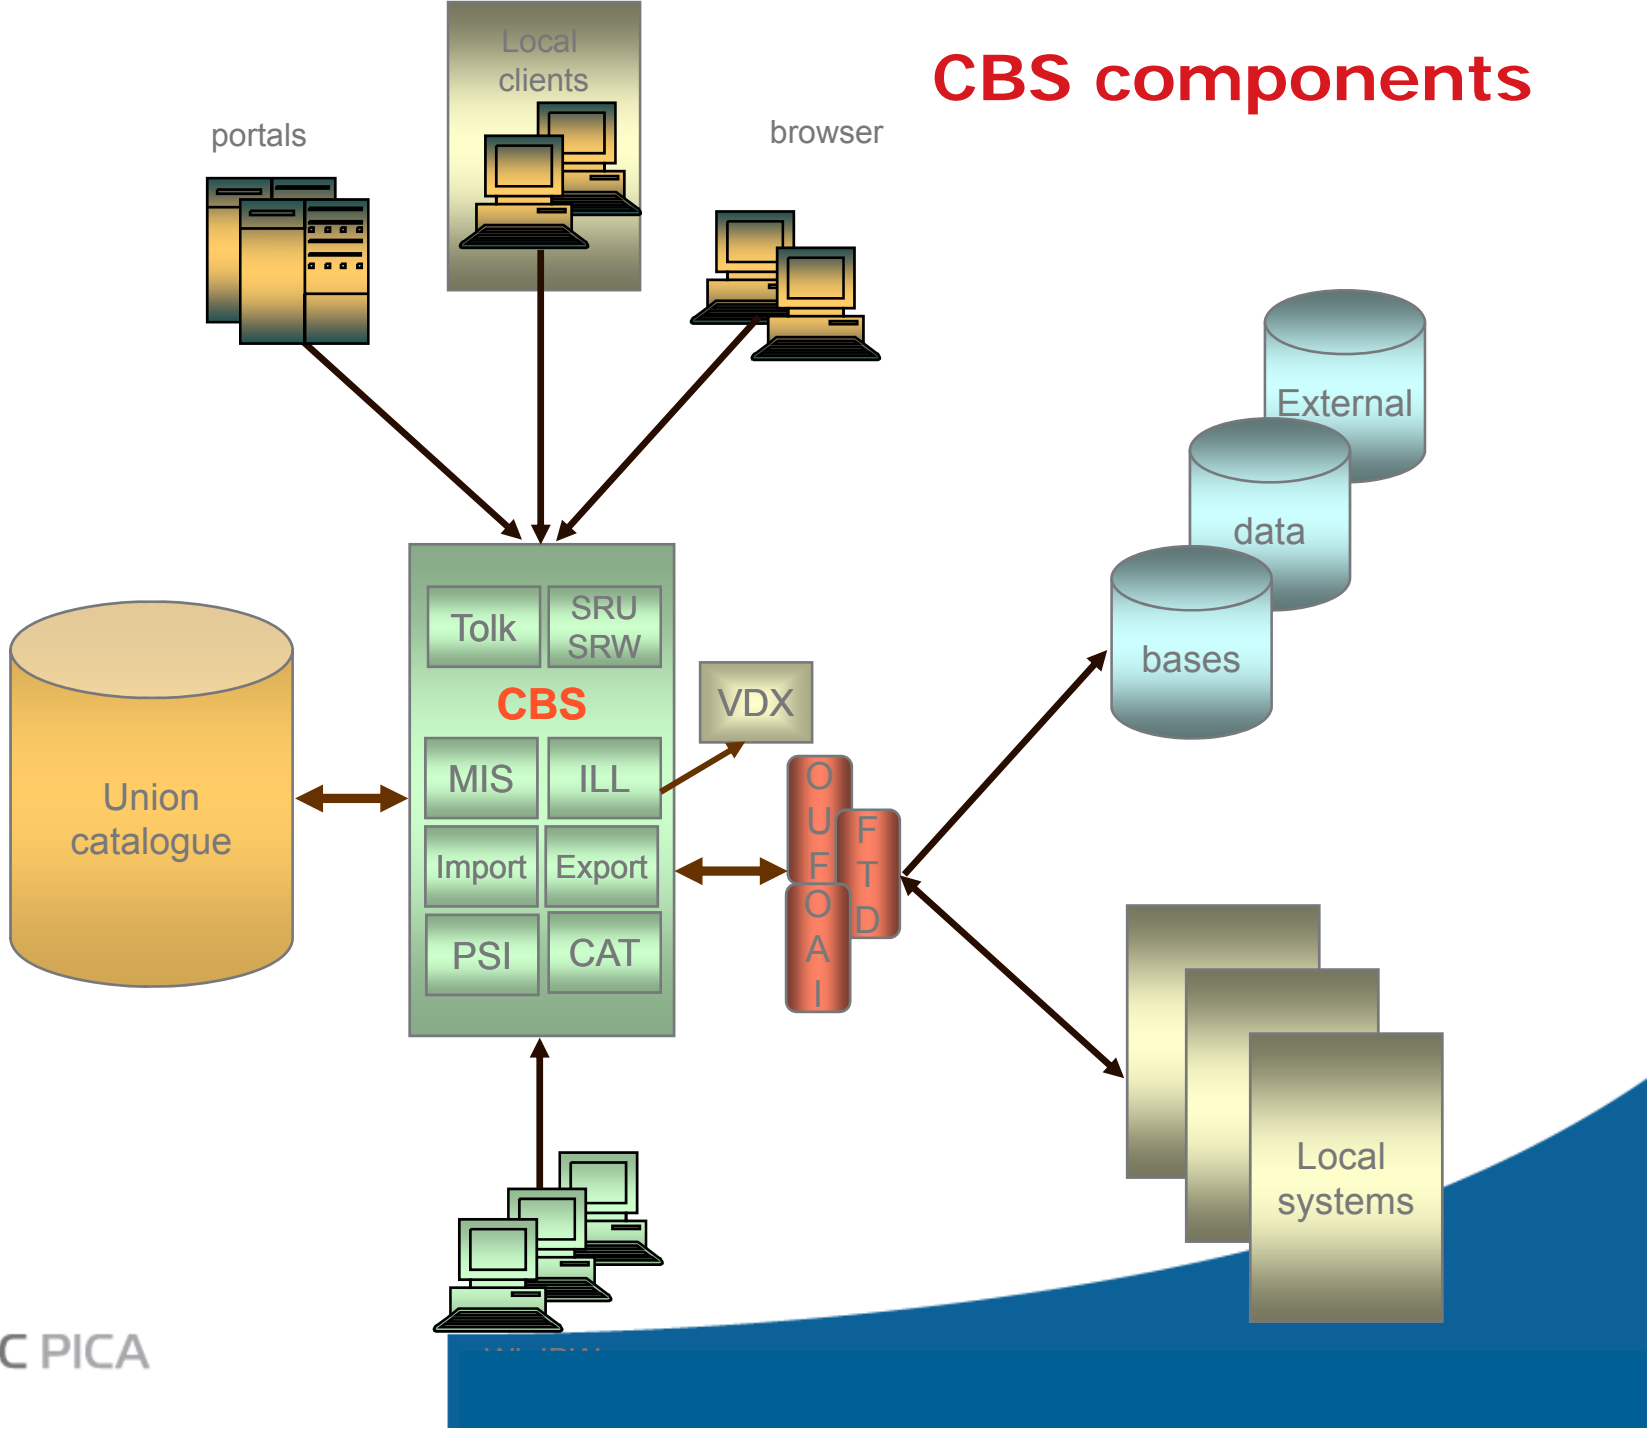 CBS components
Local
clients
portals
browser
External
data
bases
Tolk
SRU
SRW
CBS
MIS
ILL
Import
Export
PSI
CAT
VDX
OUF
FTD
OAI
Union
catalogue
Local
systems
C PICA